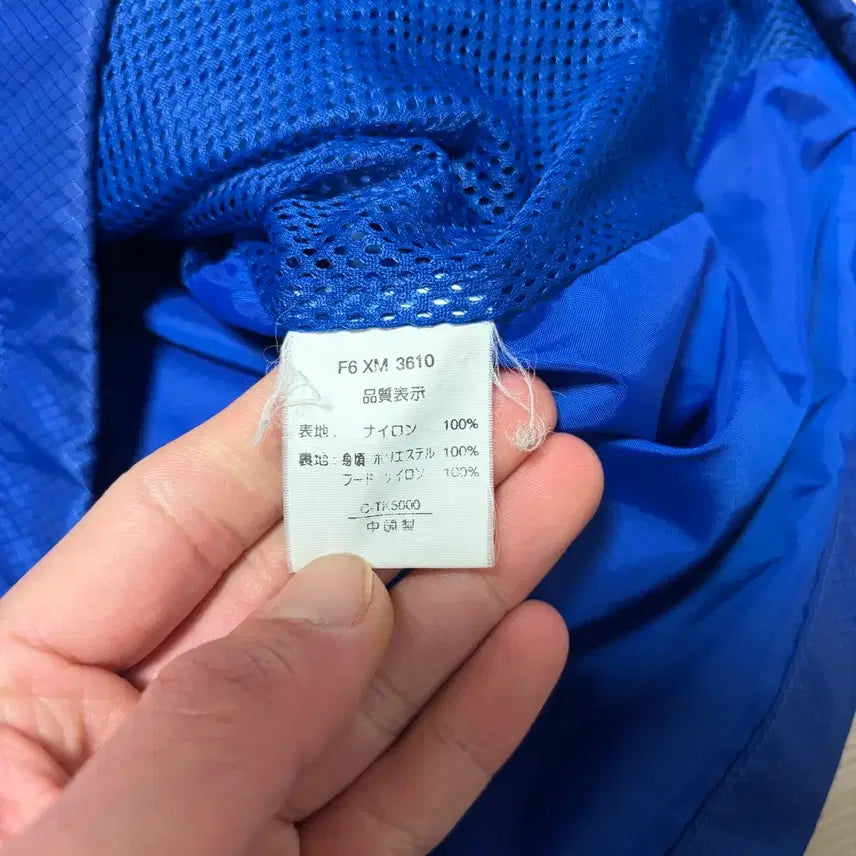 F6 XM 3610
品質表示
表地: ナイロン 100%
裏地: 身頃 ポリエステル 100%
フード ナイロン 100%
C-TK5000
中国製